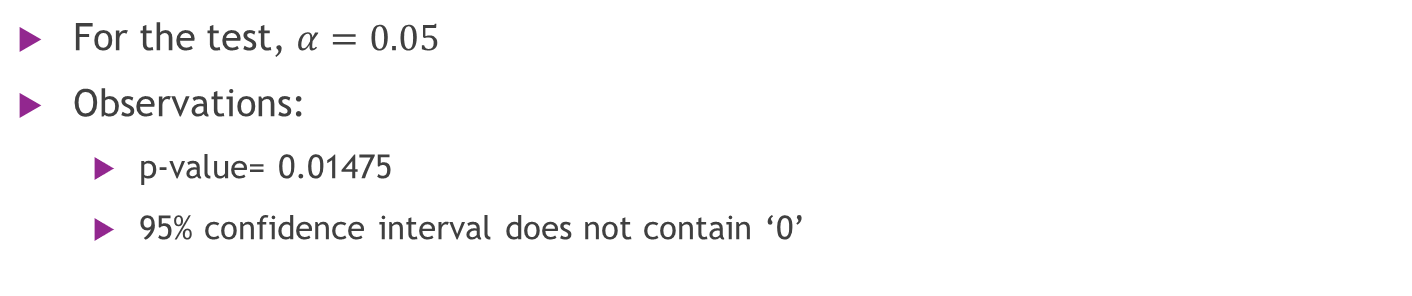 For the test, α = 0.05
Observations:
p-value= 0.01475
95% confidence interval does not contain ‘0’